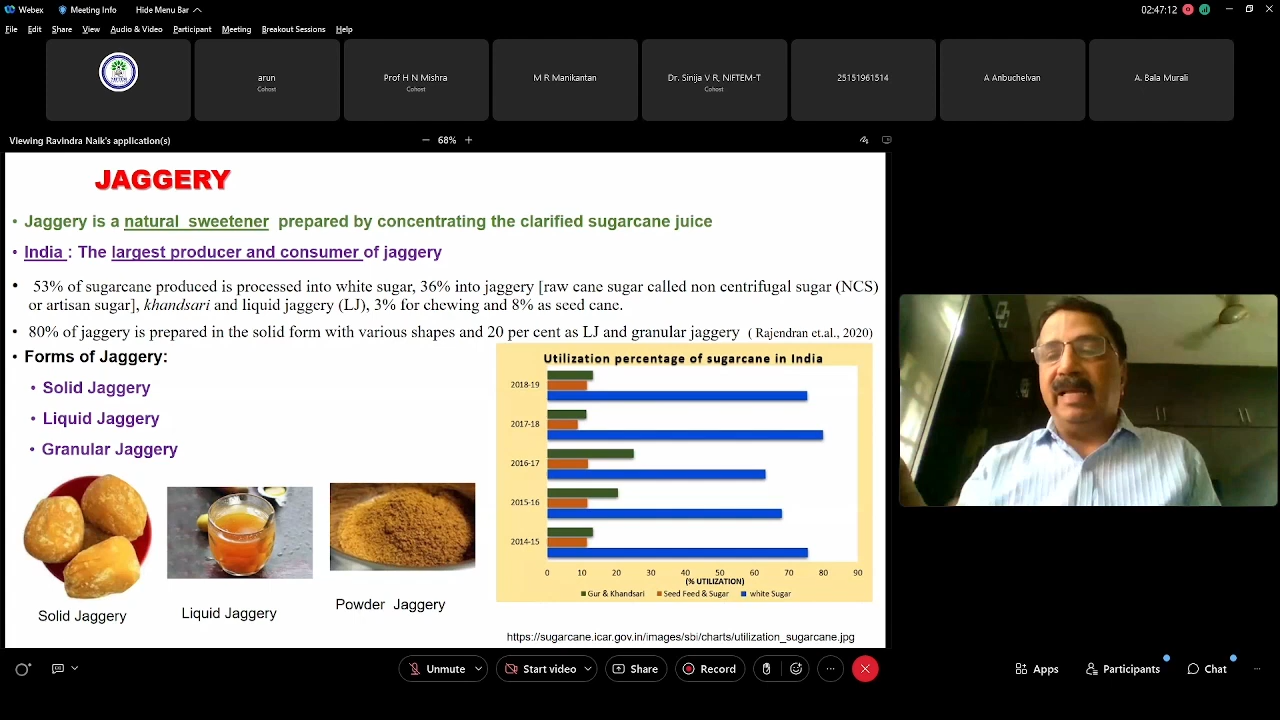 Webex
Meeting Info
Hide Menu Bar
02:47:12
File Edit Share View Audio & Video Participant Meeting Breakout Sessions Help
arun
Cohost
Prof H N Mishra
Cohost
M R Manikantan
Dr. Sinija V R, NIFTEM-T
Cohost
25151961514
A Anbuchelvan
A. Bala Murali
Viewing Ravindra Naik's application(s)
68%
JAGGERY
• Jaggery is a natural sweetener prepared by concentrating the clarified sugarcane juice
• India : The largest producer and consumer of jaggery
• 53% of sugarcane produced is processed into white sugar, 36% into jaggery [raw cane sugar called non centrifugal sugar (NCS)
or artisan sugar], khandsari and liquid jaggery (LJ), 3% for chewing and 8% as seed cane.
• 80% of jaggery is prepared in the solid form with various shapes and 20 per cent as LJ and granular jaggery ( Rajendran et.al., 2020)
• Forms of Jaggery:
• Solid Jaggery
• Liquid Jaggery
• Granular Jaggery
Solid Jaggery
Liquid Jaggery
Powder Jaggery
Utilization percentage of sugarcane in India
2018-19
2017-18
2016-17
2015-16
2014-15
0 10 20 30 40 50 60 70 80 90
(% UTILIZATION)
Gur & Khandsari Seed Feed & Sugar white Sugar
https://sugarcane.icar.gov.in/images/sbi/charts/utilization_sugarcane.jpg
Unmute
Start video
Share
Record
Apps
Participants
Chat